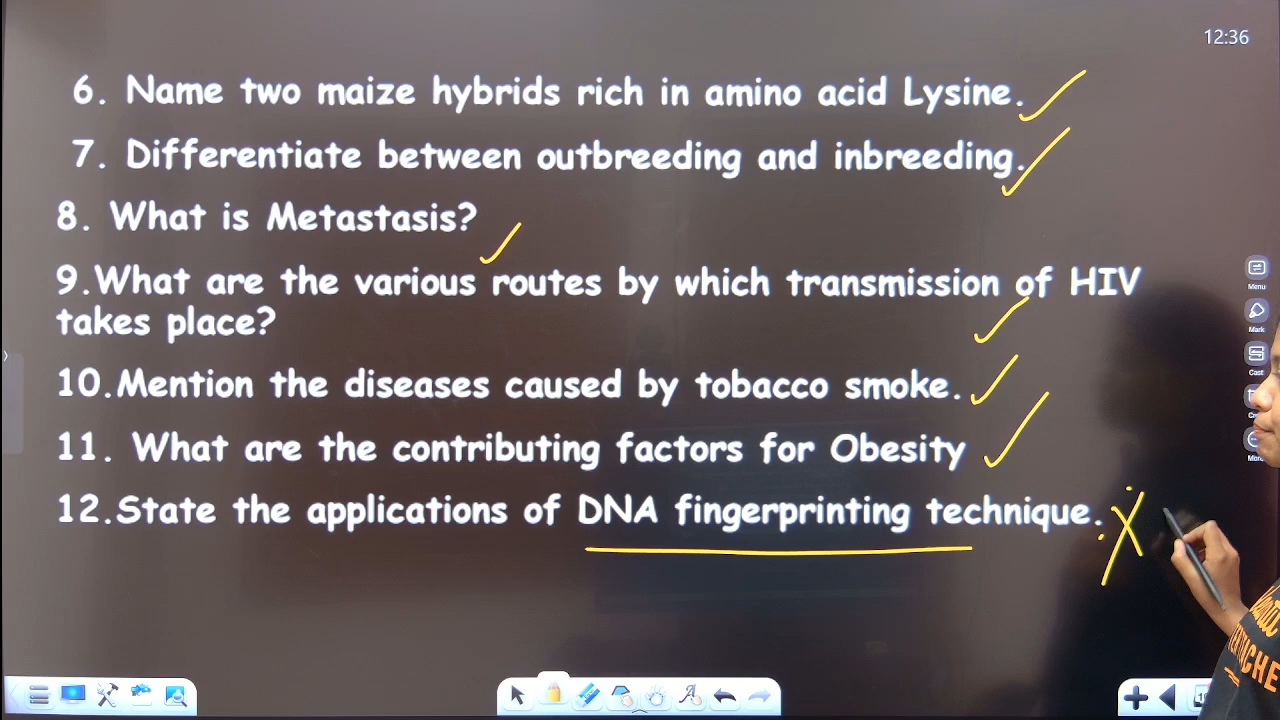 12:36
6. Name two maize hybrids rich in amino acid Lysine.
7. Differentiate between outbreeding and inbreeding.
8. What is Metastasis?
9.What are the various routes by which transmission of HIV
takes place?
10.Mention the diseases caused by tobacco smoke.
11. What are the contributing factors for Obesity
12.State the applications of DNA fingerprinting technique.
Menu
Mark
Cast